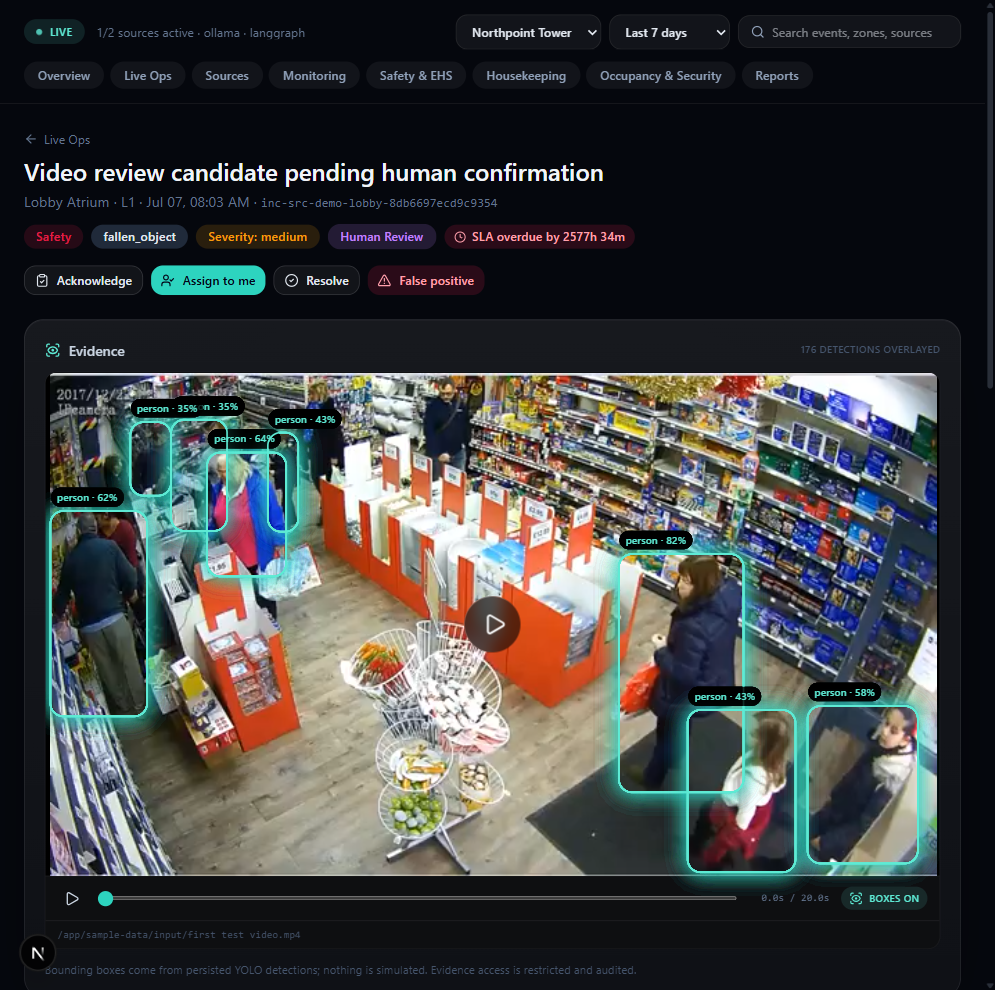 LIVE
1/2 sources active · ollama · langgraph
Northpoint Tower
Last 7 days
Search events, zones, sources
Overview
Live Ops
Sources
Monitoring
Safety & EHS
Housekeeping
Occupancy & Security
Reports
← Live Ops
Video review candidate pending human confirmation
Lobby Atrium · L1 · Jul 07, 08:03 AM · inc-src-demo-lobby-8db6697ecd9c9354
Safety
fallen_object
Severity: medium
Human Review
SLA overdue by 2577h 34m
Acknowledge
Assign to me
Resolve
False positive
Evidence
176 DETECTIONS OVERLAYED
2017/12/2
IPcamera
person · 35%
n · 35%
person · 43%
person · 64%
person · 62%
person · 82%
person · 43%
person · 58%
0.0s / 20.0s
BOXES ON
/app/sample-data/input/first test video.mp4
N
Bounding boxes come from persisted YOLO detections; nothing is simulated. Evidence access is restricted and audited.